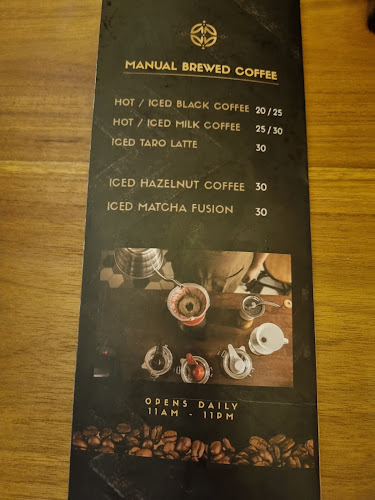 MANUAL BREWED COFFEE
HOT / ICED BLACK COFFEE 20 / 25
HOT / ICED MILK COFFEE 25 / 30
ICED TARO LATTE 30
ICED HAZELNUT COFFEE 30
ICED MATCHA FUSION 30
OPENS DAILY
11AM - 11PM